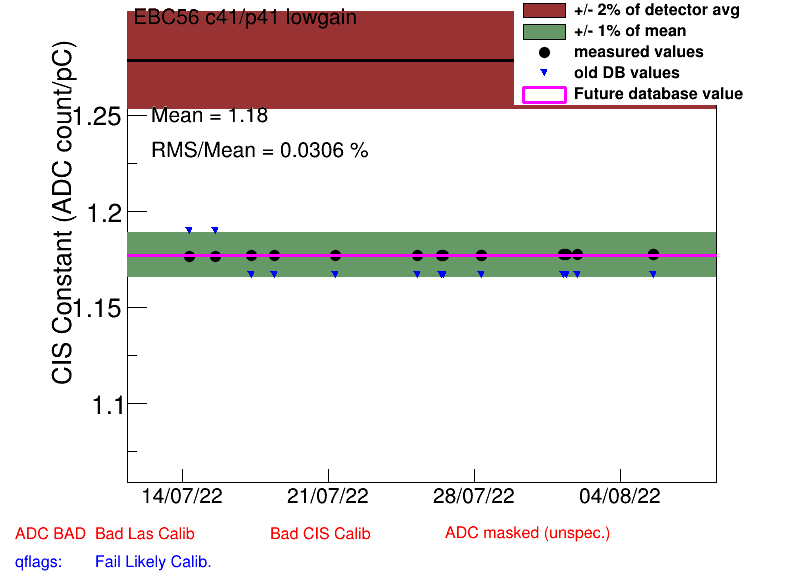 EBC56 c41/p41 lowgain
+/- 2% of detector avg
+/- 1% of mean
measured values
old DB values
Future database value
Mean = 1.18
RMS/Mean = 0.0306 %
CIS Constant (ADC count/pC)
1.25
1.2
1.15
1.1
14/07/22 21/07/22 28/07/22 04/08/22
ADC BAD Bad Las Calib Bad CIS Calib ADC masked (unspec.)
qflags: Fail Likely Calib.